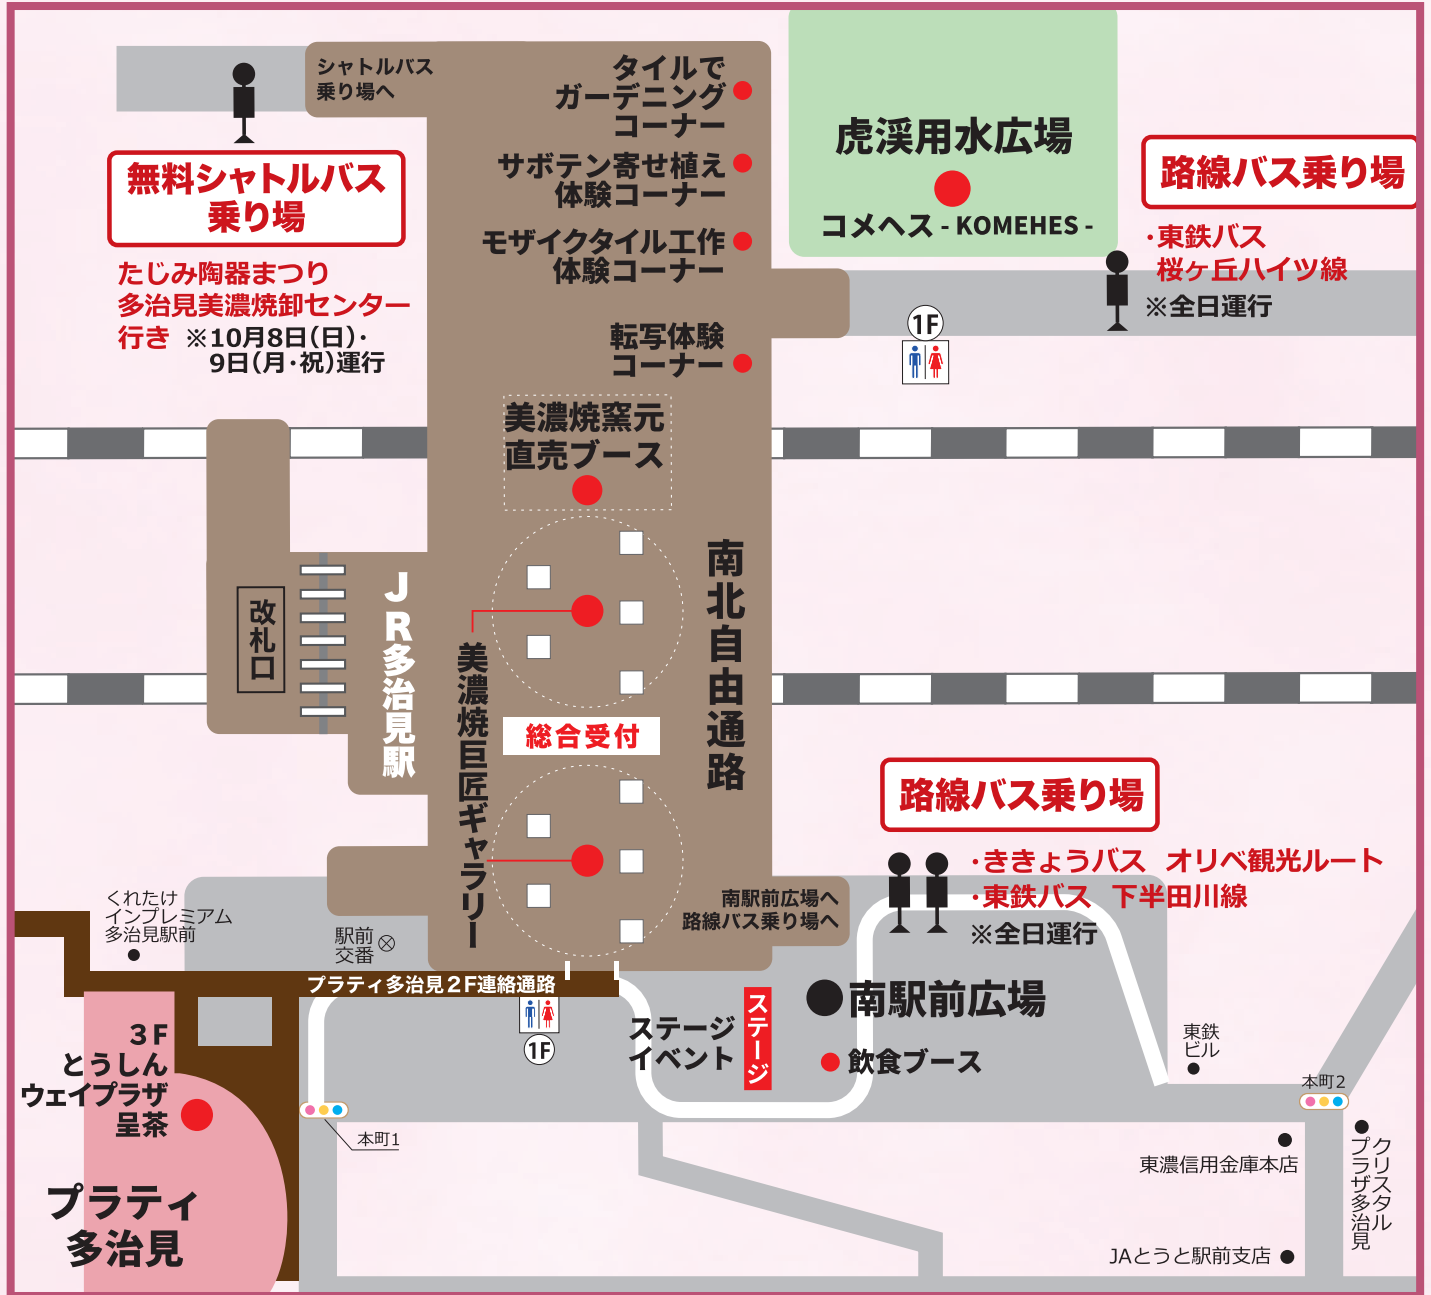 シャトルバス
乗り場へ
無料シャトルバス
乗り場
たじみ陶器まつり
多治見美濃焼卸センター
行き ※10月8日(日)・
9日(月・祝)運行
タイルで
ガーデニング
コーナー
サボテン寄せ植え
体験コーナー
モザイクタイル工作
体験コーナー
転写体験
コーナー
美濃焼窯元
直売ブース
虎渓用水広場
コメヘス - KOMEHES -
路線バス乗り場
・東鉄バス
桜ヶ丘ハイツ線
※全日運行
1F
改札口
JR多治見駅
美濃焼巨匠ギャラリー
総合受付
南北自由通路
路線バス乗り場
・ききょうバス オリベ観光ルート
・東鉄バス 下半田川線
※全日運行
南駅前広場へ
路線バス乗り場へ
くれたけ
インプレミアム
多治見駅前
駅前
交番
プラティ多治見2F連絡通路
1F
ステージ
イベント
ステージ
南駅前広場
飲食ブース
3F
とうしん
ウェイプラザ
呈茶
プラティ
多治見
本町1
東鉄
ビル
本町2
東濃信用金庫本店
クリスタル
プラザ多治見
JAとうと駅前支店